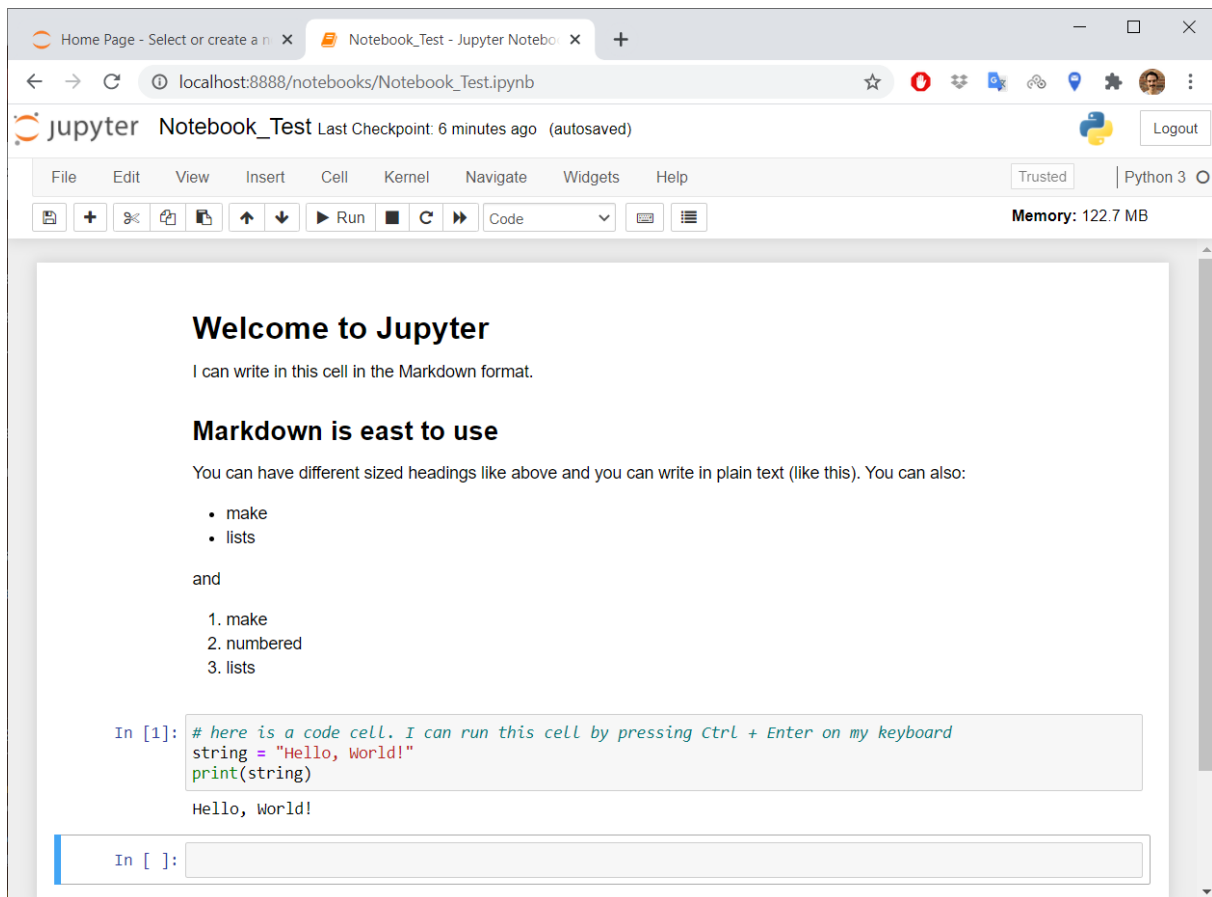 Home Page - Select or create a n
Notebook_Test - Jupyter Notebo
localhost:8888/notebooks/Notebook_Test.ipynb
jupyter Notebook_Test Last Checkpoint: 6 minutes ago (autosaved)
Logout
File Edit View Insert Cell Kernel Navigate Widgets Help
Trusted
Python 3
Run
Code
Memory: 122.7 MB
Welcome to Jupyter
I can write in this cell in the Markdown format.
Markdown is east to use
You can have different sized headings like above and you can write in plain text (like this). You can also:
• make
• lists
and
1. make
2. numbered
3. lists
In [1]: # here is a code cell. I can run this cell by pressing Ctrl + Enter on my keyboard
string = "Hello, World!"
print(string)
Hello, World!
In [ ]: